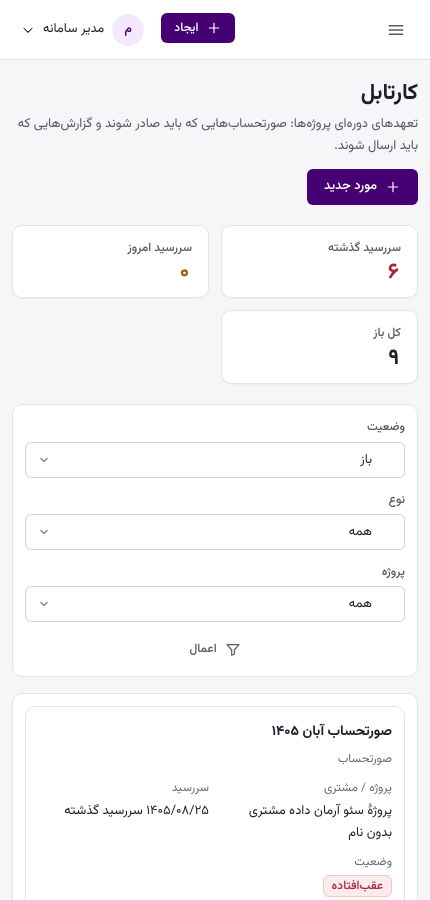 ایجاد
م
مدیر سامانه
کارتابل
تعهدهای دوره‌ای پروژه‌ها: صورتحساب‌هایی که باید صادر شوند و گزارش‌هایی که
باید ارسال شوند.
مورد جدید
سررسید گذشته
۶
سررسید امروز
۰
کل باز
۹
وضعیت
باز
نوع
همه
پروژه
همه
اعمال
صورتحساب آبان ۱۴۰۵
صورتحساب
پروژه / مشتری
پروژهٔ سئو آرمان داده مشتری
بدون نام
سررسید
۱۴۰۵/۰۸/۲۵ سررسید گذشته
وضعیت
عقب‌افتاده